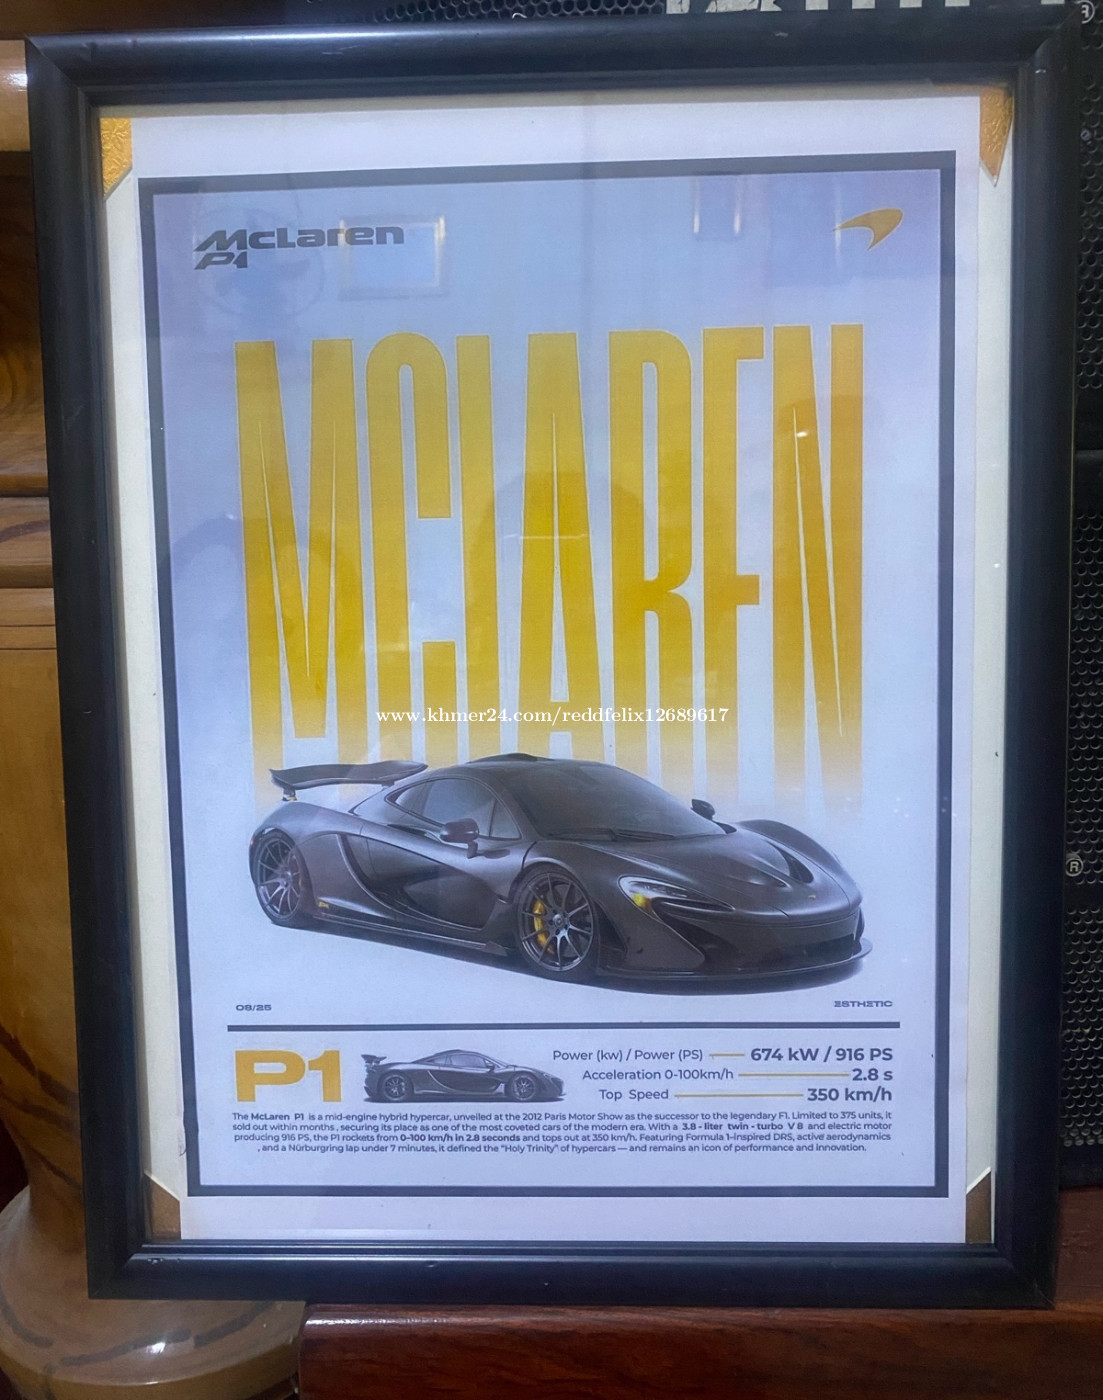 McLaren
P1
MCLAREN
www.khmer24.com/reddfelix12689617
08/25
ESTHETIC
P1
Power (kw) / Power (PS) 674 kW / 916 PS
Acceleration 0-100km/h 2.8 s
Top Speed 350 km/h
The McLaren P1 is a mid-engine hybrid hypercar, unveiled at the 2012 Paris Motor Show as the successor to the legendary F1. Limited to 375 units, it
sold out within months , securing its place as one of the most coveted cars of the modern era. With a 3.8 - liter twin - turbo V 8 and electric motor
producing 916 PS, the P1 rockets from 0-100 km/h in 2.8 seconds and tops out at 350 km/h. Featuring Formula 1-inspired DRS, active aerodynamics
, and a Nürburgring lap under 7 minutes, it defined the "Holy Trinity" of hypercars — and remains an icon of performance and innovation.
®
®